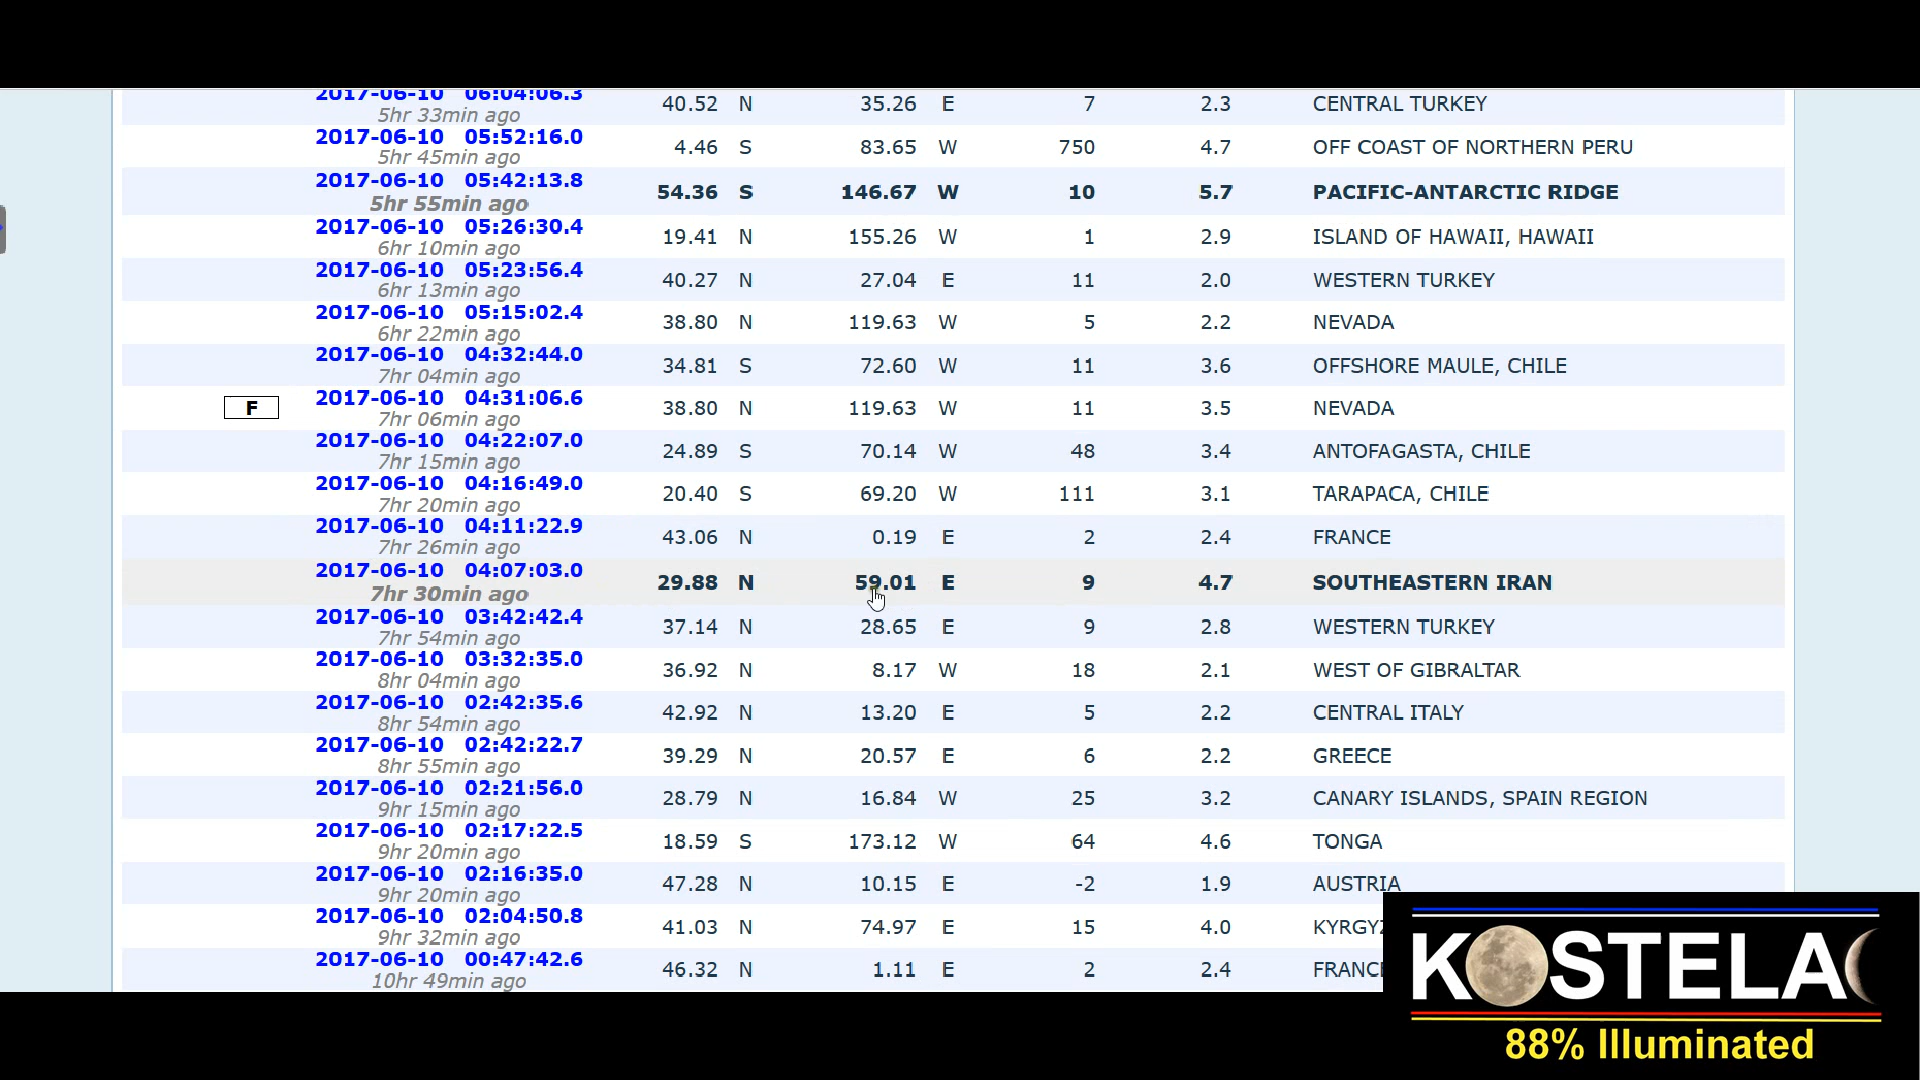 2017-06-10 06:04:06.3 40.52 N 35.26 E 7 2.3 CENTRAL TURKEY
5hr 33min ago
2017-06-10 05:52:16.0 4.46 S 83.65 W 750 4.7 OFF COAST OF NORTHERN PERU
5hr 45min ago
2017-06-10 05:42:13.8 54.36 S 146.67 W 10 5.7 PACIFIC-ANTARCTIC RIDGE
5hr 55min ago
2017-06-10 05:26:30.4 19.41 N 155.26 W 1 2.9 ISLAND OF HAWAII, HAWAII
6hr 10min ago
2017-06-10 05:23:56.4 40.27 N 27.04 E 11 2.0 WESTERN TURKEY
6hr 13min ago
2017-06-10 05:15:02.4 38.80 N 119.63 W 5 2.2 NEVADA
6hr 22min ago
2017-06-10 04:32:44.0 34.81 S 72.60 W 11 3.6 OFFSHORE MAULE, CHILE
7hr 04min ago
F 2017-06-10 04:31:06.6 38.80 N 119.63 W 11 3.5 NEVADA
7hr 06min ago
2017-06-10 04:22:07.0 24.89 S 70.14 W 48 3.4 ANTOFAGASTA, CHILE
7hr 15min ago
2017-06-10 04:16:49.0 20.40 S 69.20 W 111 3.1 TARAPACA, CHILE
7hr 20min ago
2017-06-10 04:11:22.9 43.06 N 0.19 E 2 2.4 FRANCE
7hr 26min ago
2017-06-10 04:07:03.0 29.88 N 59.01 E 9 4.7 SOUTHEASTERN IRAN
7hr 30min ago
2017-06-10 03:42:42.4 37.14 N 28.65 E 9 2.8 WESTERN TURKEY
7hr 54min ago
2017-06-10 03:32:35.0 36.92 N 8.17 W 18 2.1 WEST OF GIBRALTAR
8hr 04min ago
2017-06-10 02:42:35.6 42.92 N 13.20 E 5 2.2 CENTRAL ITALY
8hr 54min ago
2017-06-10 02:42:22.7 39.29 N 20.57 E 6 2.2 GREECE
8hr 55min ago
2017-06-10 02:21:56.0 28.79 N 16.84 W 25 3.2 CANARY ISLANDS, SPAIN REGION
9hr 15min ago
2017-06-10 02:17:22.5 18.59 S 173.12 W 64 4.6 TONGA
9hr 20min ago
2017-06-10 02:16:35.0 47.28 N 10.15 E -2 1.9 AUSTRIA
9hr 20min ago
2017-06-10 02:04:50.8 41.03 N 74.97 E 15 4.0
9hr 32min ago
2017-06-10 00:47:42.6 46.32 N 1.11 E 2 2.4 FRANCE
10hr 49min ago
KOSTELAC
88% Illuminated